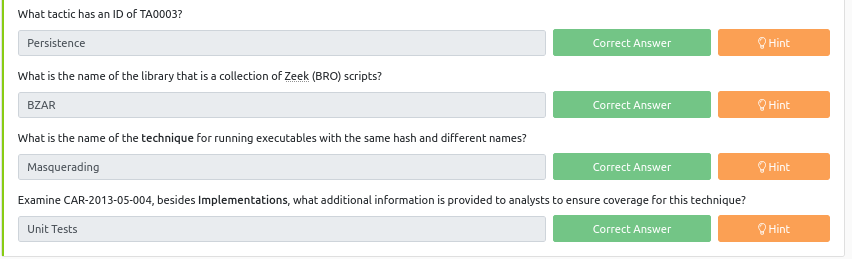 What tactic has an ID of TA0003?
Persistence
Correct Answer
Hint
What is the name of the library that is a collection of Zeek (BRO) scripts?
BZAR
Correct Answer
Hint
What is the name of the technique for running executables with the same hash and different names?
Masquerading
Correct Answer
Hint
Examine CAR-2013-05-004, besides Implementations, what additional information is provided to analysts to ensure coverage for this technique?
Unit Tests
Correct Answer
Hint